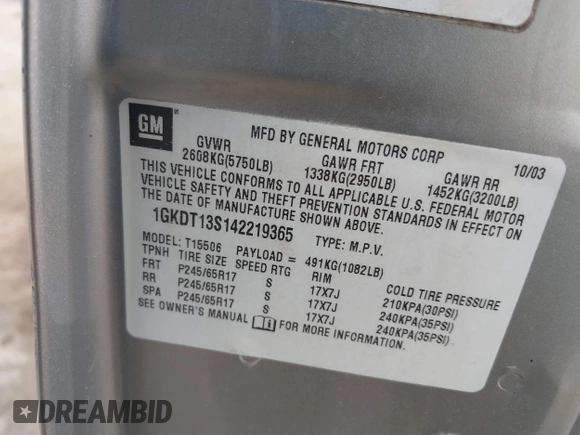 GM
MFD BY GENERAL MOTORS CORP 10/03
GVWR GAWR FRT GAWR RR
2608KG(5750LB) 1338KG(2950LB) 1452KG(3200LB)
THIS VEHICLE CONFORMS TO ALL APPLICABLE U.S. FEDERAL MOTOR
VEHICLE SAFETY AND THEFT PREVENTION STANDARDS IN EFFECT ON
THE DATE OF MANUFACTURE SHOWN ABOVE.
1GKDT13S142219365 TYPE: M.P.V.
MODEL: T15506 PAYLOAD = 491KG(1082LB)
TPNH TIRE SIZE SPEED RTG RIM COLD TIRE PRESSURE
FRT P245/65R17 S 17X7J 210KPA(30PSI)
RR P245/65R17 S 17X7J 240KPA(35PSI)
SPA P245/65R17 S 17X7J 240KPA(35PSI)
SEE OWNER'S MANUAL FOR MORE INFORMATION.
DREAMBID